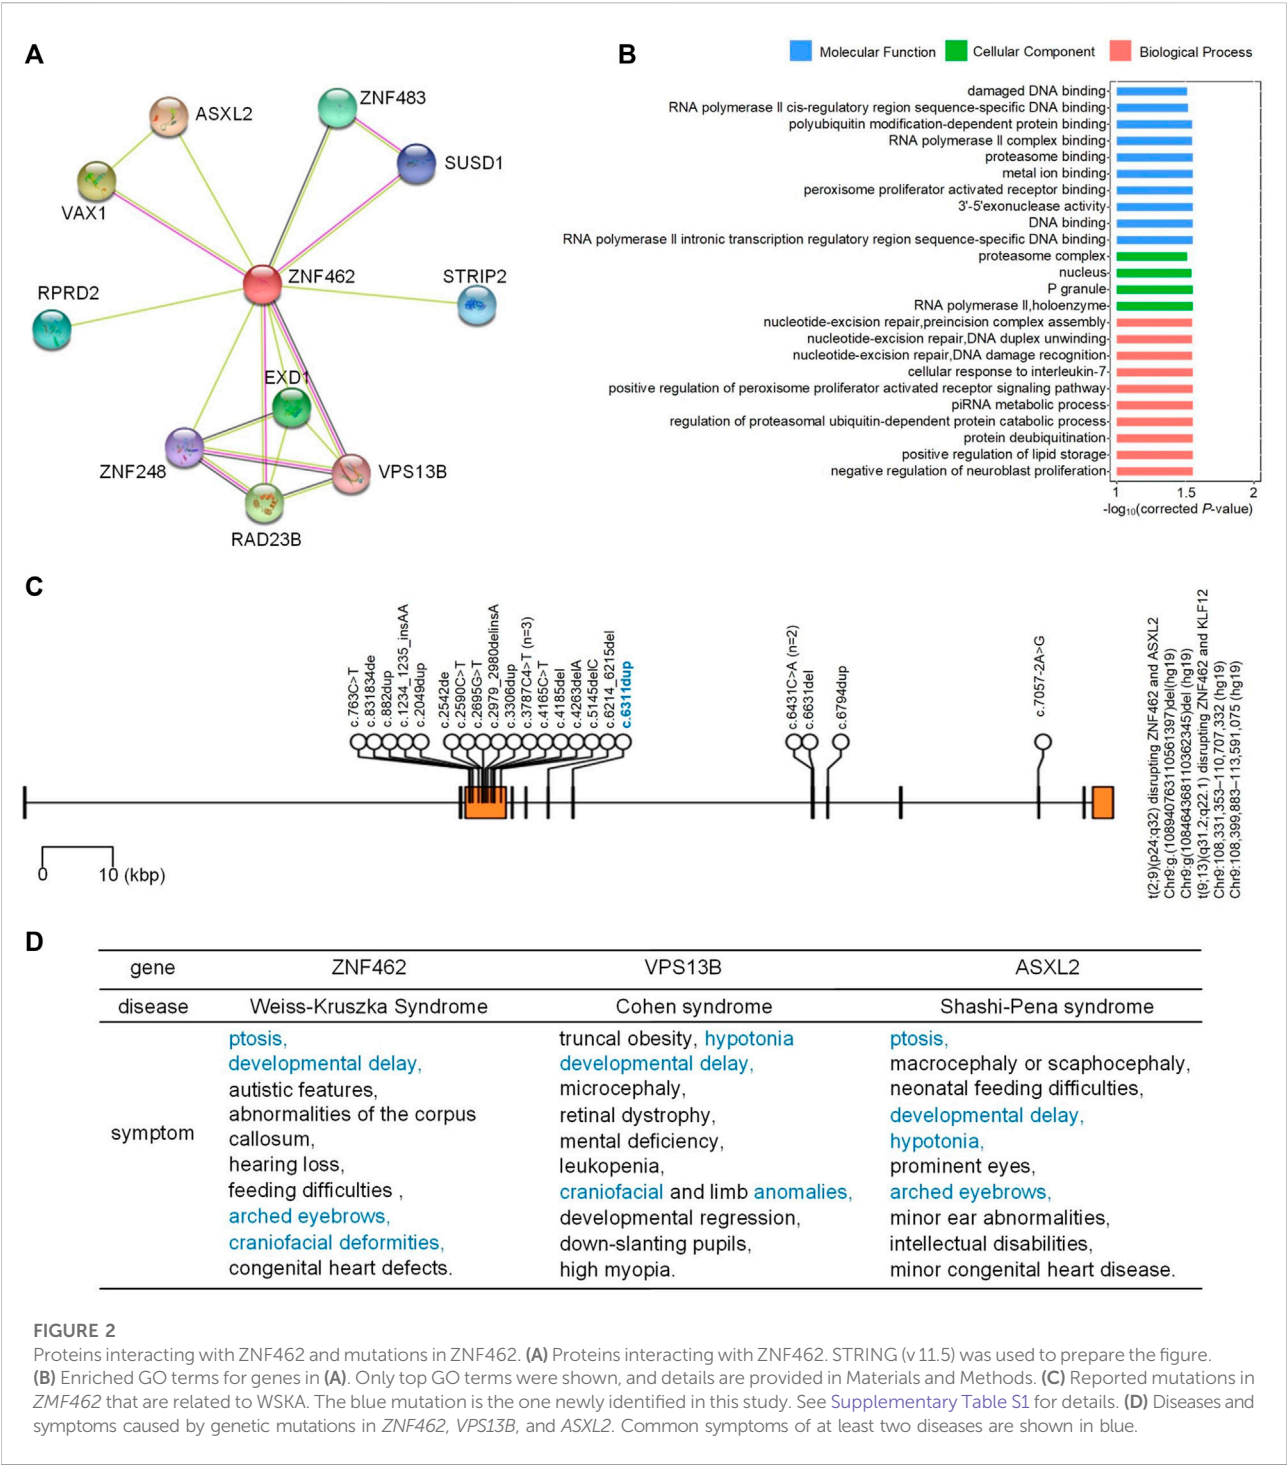 A
ASXL2
ZNF483
SUSD1
VAX1
ZNF462
RPRD2
STRIP2
EXD1
ZNF248
VPS13B
RAD23B
B
Molecular Function
Cellular Component
Biological Process
damaged DNA binding
RNA polymerase II cis-regulatory region sequence-specific DNA binding
polyubiquitin modification-dependent protein binding
RNA polymerase II complex binding
proteasome binding
metal ion binding
peroxisome proliferator activated receptor binding
3'-5'exonuclease activity
DNA binding
RNA polymerase II intronic transcription regulatory region sequence-specific DNA binding
proteasome complex
nucleus
P granule
RNA polymerase II,holoenzyme
nucleotide-excision repair,preincision complex assembly
nucleotide-excision repair,DNA duplex unwinding
nucleotide-excision repair,DNA damage recognition
cellular response to interleukin-7
positive regulation of peroxisome proliferator activated receptor signaling pathway
piRNA metabolic process
regulation of proteasomal ubiquitin-dependent protein catabolic process
protein deubiquitination
positive regulation of lipid storage
negative regulation of neuroblast proliferation
1 1.5 2
-log10(corrected P-value)
C
c.763C>T
c.831834de
c.882dup
c.1234_1235_insAA
c.2049dup
c.2542de
c.2590C>T
c.2695G>T
c.2979_2980delinsA
c.3306dup
c.3787C4>T (n=3)
c.4165C>T
c.4185del
c.4263delA
c.5145delC
c.6214_6215del
c.6311dup
c.6431C>A (n=2)
c.6631del
c.6794dup
c.7057-2A>G
t(2;9)(p24;q32) disrupting ZNF462 and ASXL2
Chr9:g.(108940763110561397)del(hg19)
Chr9:g(108464368110362345)del (hg19)
t(9;13)(q31.2;q22.1) disrupting ZNF462 and KLF12
Chr9:108,331,353–110,707,332 (hg19)
Chr9:108,399,883–113,591,075 (hg19)
0 10 (kbp)
D
gene ZNF462 VPS13B ASXL2
disease Weiss-Kruszka Syndrome Cohen syndrome Shashi-Pena syndrome
symptom
ptosis,
developmental delay,
autistic features,
abnormalities of the corpus
callosum,
hearing loss,
feeding difficulties ,
arched eyebrows,
craniofacial deformities,
congenital heart defects.
truncal obesity, hypotonia
developmental delay,
microcephaly,
retinal dystrophy,
mental deficiency,
leukopenia,
craniofacial and limb anomalies,
developmental regression,
down-slanting pupils,
high myopia.
ptosis,
macrocephaly or scaphocephaly,
neonatal feeding difficulties,
developmental delay,
hypotonia,
prominent eyes,
arched eyebrows,
minor ear abnormalities,
intellectual disabilities,
minor congenital heart disease.
FIGURE 2
Proteins interacting with ZNF462 and mutations in ZNF462. (A) Proteins interacting with ZNF462. STRING (v 11.5) was used to prepare the figure.
(B) Enriched GO terms for genes in (A). Only top GO terms were shown, and details are provided in Materials and Methods. (C) Reported mutations in
ZMF462 that are related to WSKA. The blue mutation is the one newly identified in this study. See Supplementary Table S1 for details. (D) Diseases and
symptoms caused by genetic mutations in ZNF462, VPS13B, and ASXL2. Common symptoms of at least two diseases are shown in blue.